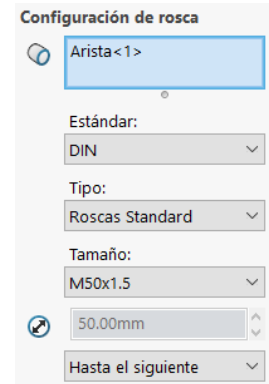 Configuración de rosca
Arista<1>
Estándar:
DIN
Tipo:
Roscas Standard
Tamaño:
M50x1.5
50.00mm
Hasta el siguiente